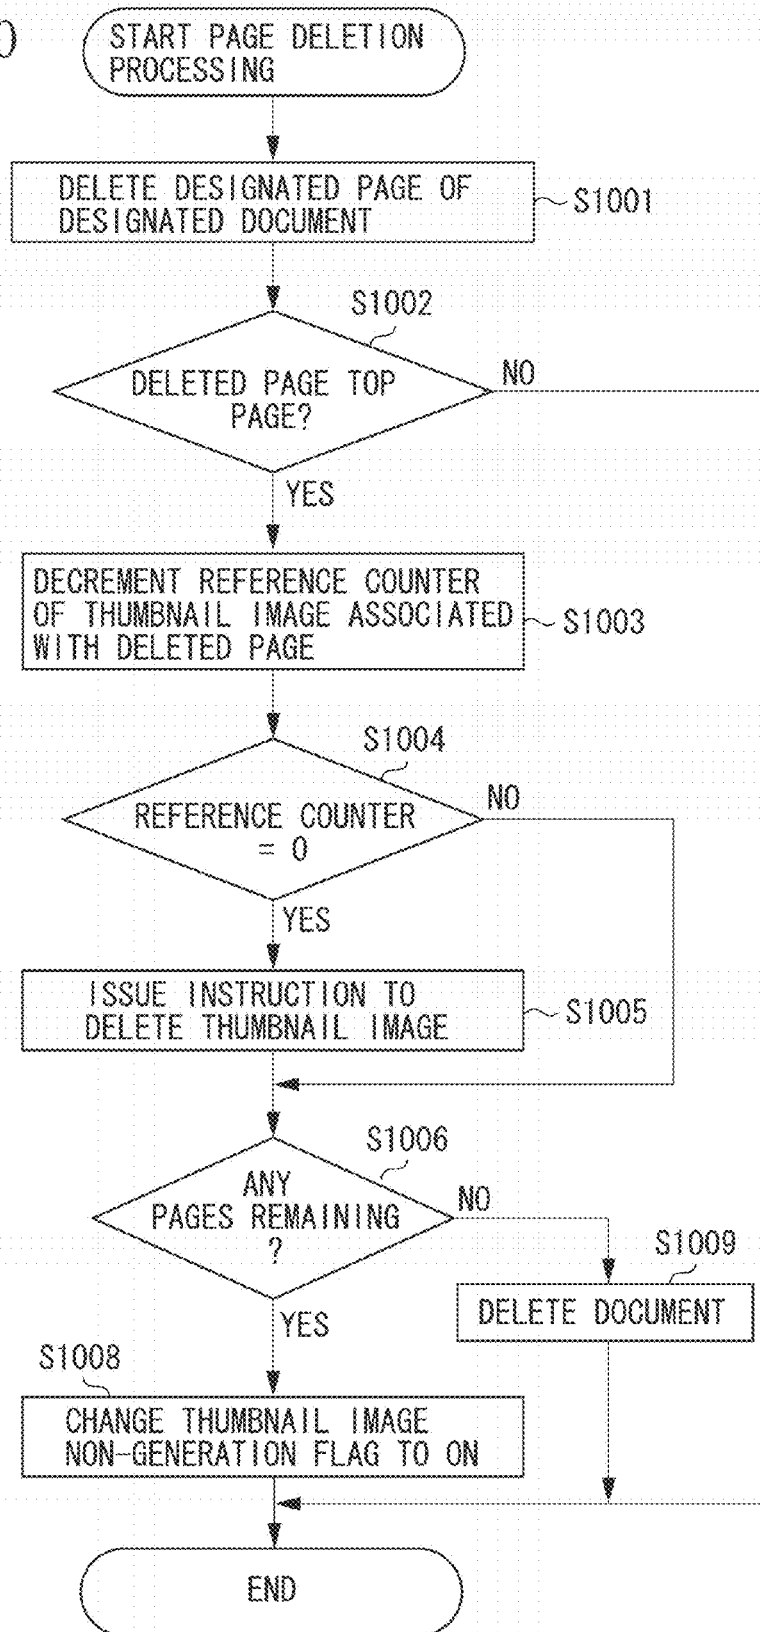 START PAGE DELETION
PROCESSING
DELETE DESIGNATED PAGE OF
DESIGNATED DOCUMENT
S1001
S1002
DELETED PAGE TOP
PAGE?
NO
YES
DECREMENT REFERENCE COUNTER
OF THUMBNAIL IMAGE ASSOCIATED
WITH DELETED PAGE
S1003
S1004
REFERENCE COUNTER
= 0
NO
YES
ISSUE INSTRUCTION TO
DELETE THUMBNAIL IMAGE
S1005
S1006
ANY
PAGES REMAINING
?
NO
YES
S1009
DELETE DOCUMENT
S1008
CHANGE THUMBNAIL IMAGE
NON-GENERATION FLAG TO ON
END